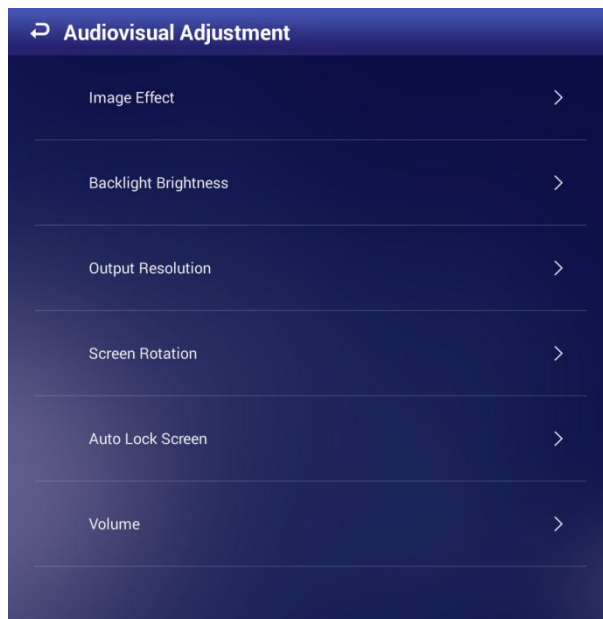 Audiovisual Adjustment
Image Effect
Backlight Brightness
Output Resolution
Screen Rotation
Auto Lock Screen
Volume